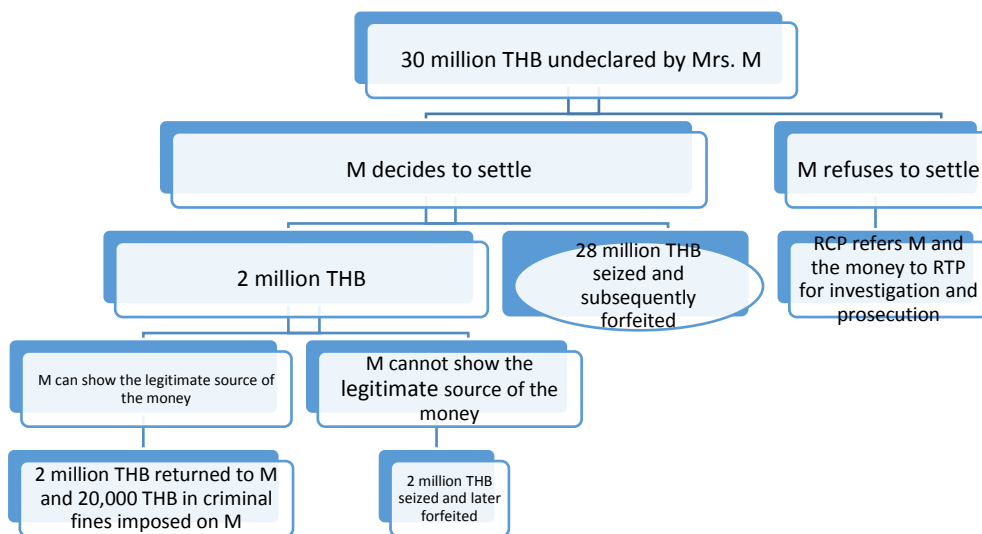 30 million THB undeclared by Mrs. M
M decides to settle
M refuses to settle
2 million THB
28 million THB
seized and
subsequently
forfeited
RCP refers M and
the money to RTP
for investigation and
prosecution
M can show the legitimate source of
the money
M cannot show the
legitimate source of the
money
2 million THB returned to M
and 20,000 THB in criminal
fines imposed on M
2 million THB
seized and later
forfeited